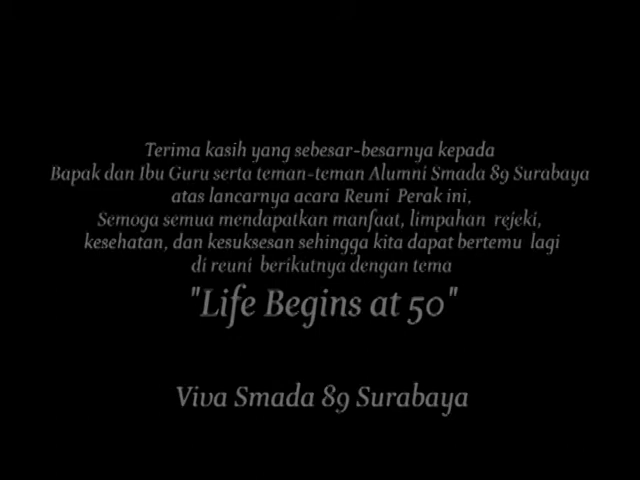 Terima kasih yang sebesar-besarnya kepada
Bapak dan Ibu Guru serta teman-teman Alumni Smada 89 Surabaya
atas lancarnya acara Reuni Perak ini,
Semoga semua mendapatkan manfaat, limpahan rejeki,
kesehatan, dan kesuksesan sehingga kita dapat bertemu lagi
di reuni berikutnya dengan tema
"Life Begins at 50"
Viva Smada 89 Surabaya